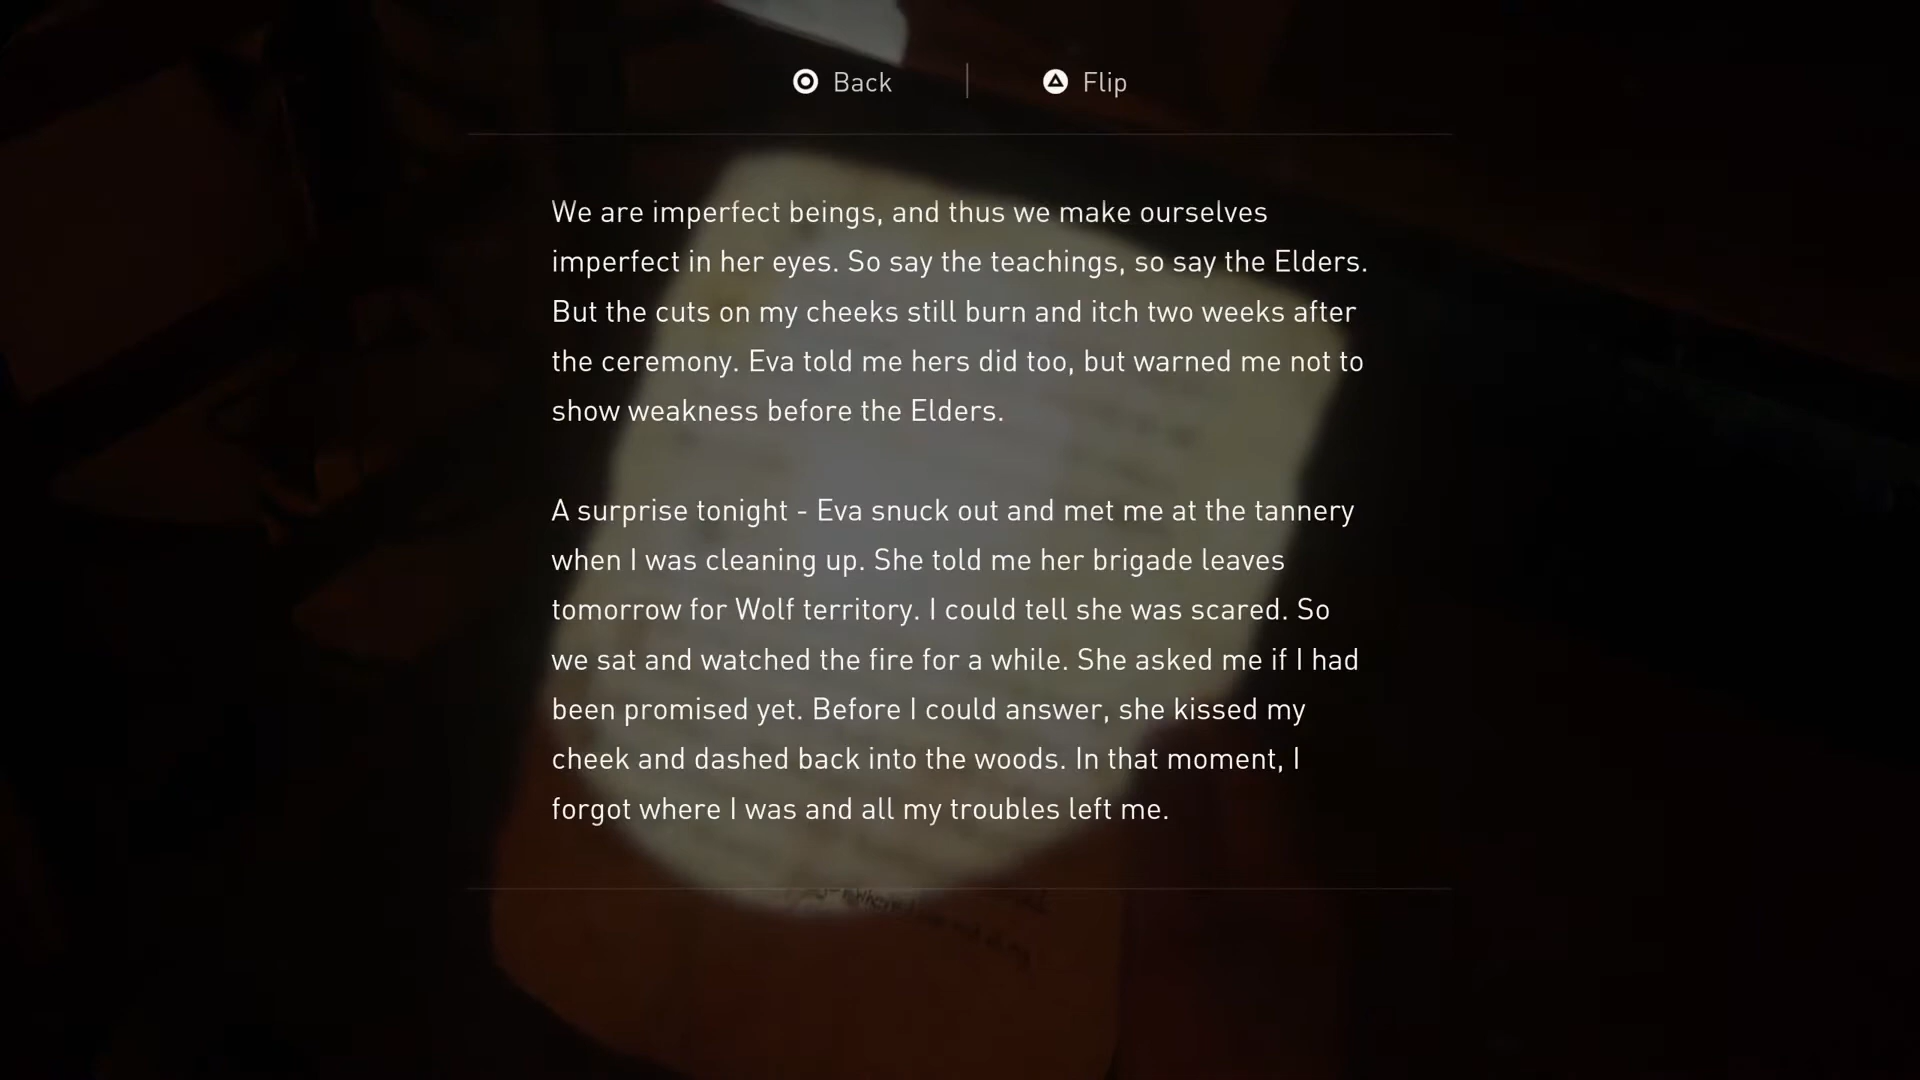 Back
Flip
We are imperfect beings, and thus we make ourselves
imperfect in her eyes. So say the teachings, so say the Elders.
But the cuts on my cheeks still burn and itch two weeks after
the ceremony. Eva told me hers did too, but warned me not to
show weakness before the Elders.
A surprise tonight - Eva snuck out and met me at the tannery
when I was cleaning up. She told me her brigade leaves
tomorrow for Wolf territory. I could tell she was scared. So
we sat and watched the fire for a while. She asked me if I had
been promised yet. Before I could answer, she kissed my
cheek and dashed back into the woods. In that moment, I
forgot where I was and all my troubles left me.